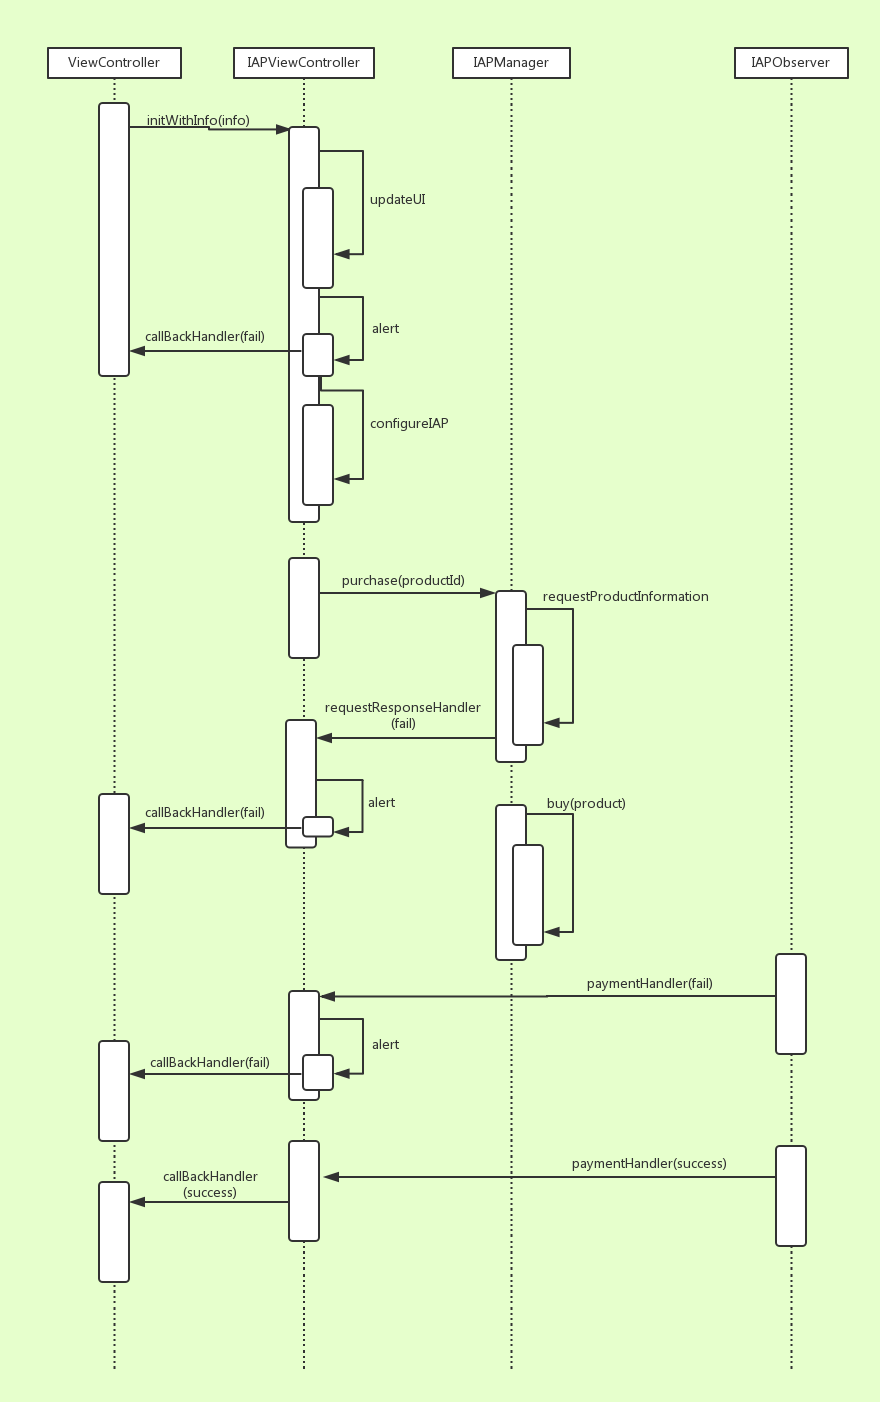 ViewController
IAPViewController
IAPManager
IAPObserver
initWithInfo(info)
updateUI
alert
callBackHandler(fail)
configureIAP
purchase(productId)
requestProductInformation
requestResponseHandler
(fail)
alert
buy(product)
callBackHandler(fail)
paymentHandler(fail)
alert
callBackHandler(fail)
paymentHandler(success)
callBackHandler
(success)